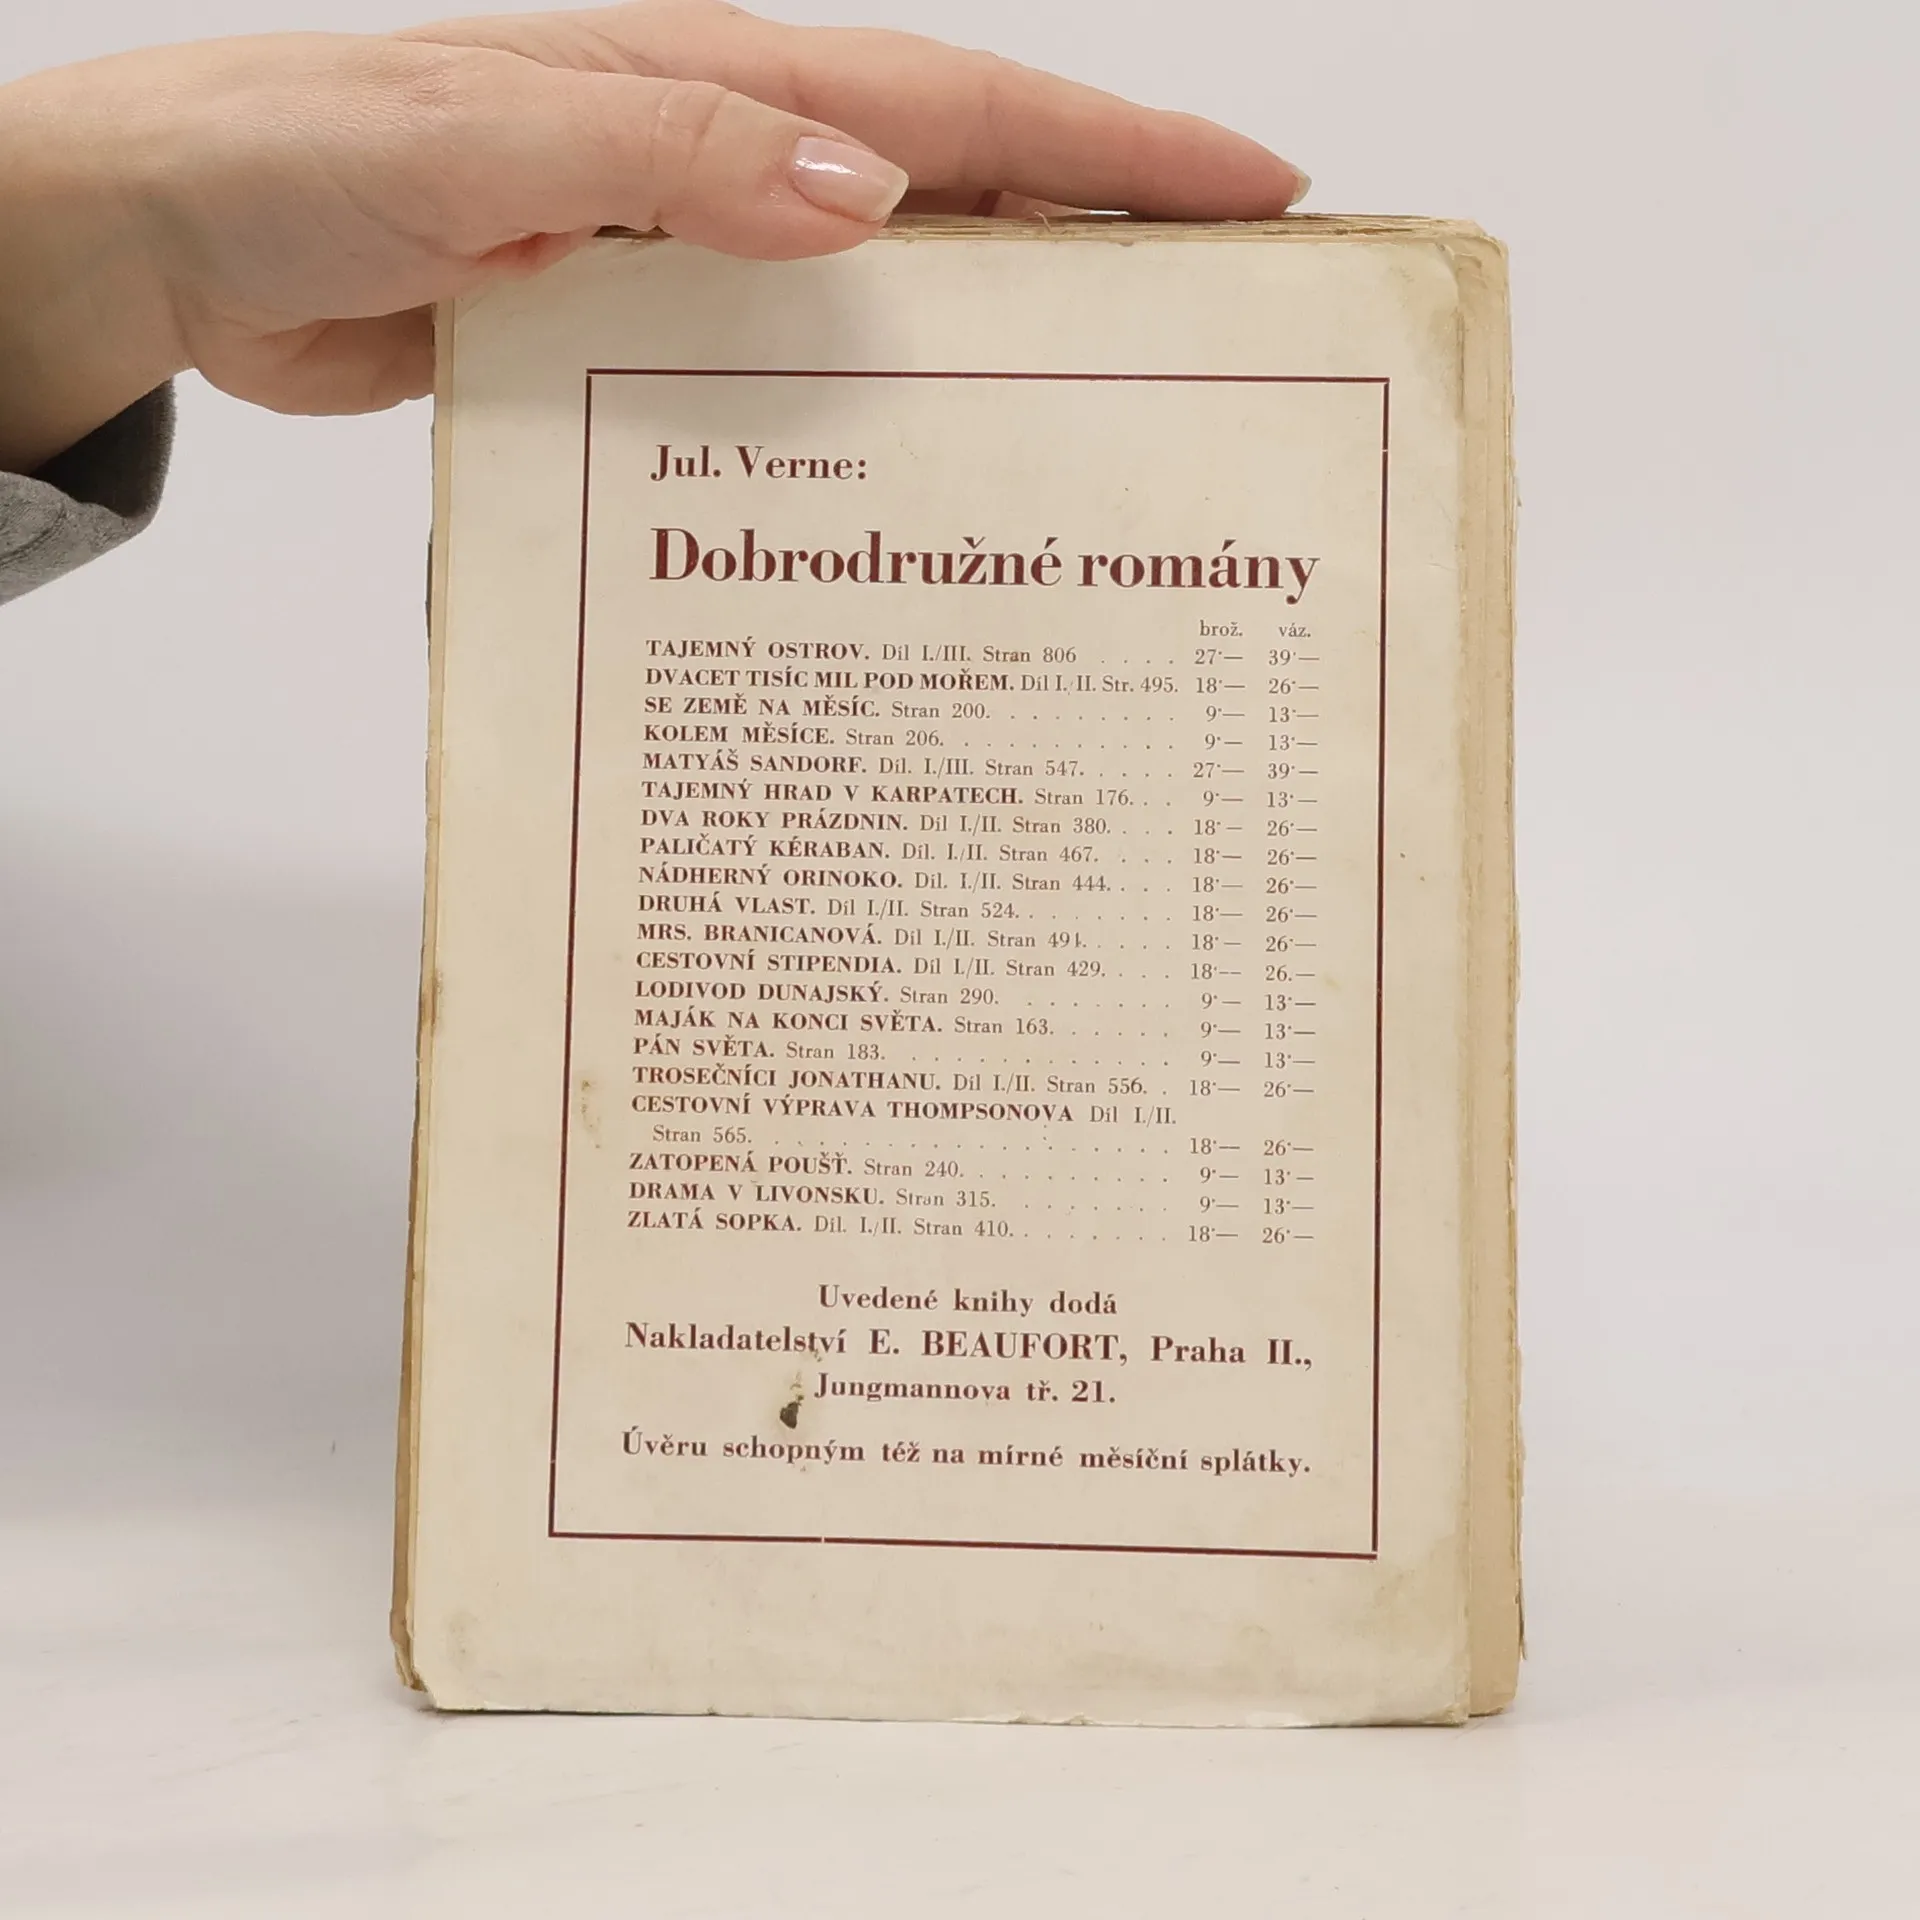 Jul. Verne:
Dobrodružné romány
brož. váz.
TAJEMNÝ OSTROV. Díl I./III. Stran 806 . . . . 27·— 39·—
DVACET TISÍC MIL POD MOŘEM. Díl I./II. Str. 495. 18·— 26·—
SE ZEMĚ NA MĚSÍC. Stran 200. . . . . . . . 9·— 13·—
KOLEM MĚSÍCE. Stran 206. . . . . . . . . . 9·— 13·—
MATYÁŠ SANDORF. Díl. I./III. Stran 547. . . . . 27·— 39·—
TAJEMNÝ HRAD V KARPATECH. Stran 176. . . 9·— 13·—
DVA ROKY PRÁZDNIN. Díl I./II. Stran 380. . . . 18·— 26·—
PALIČATÝ KÉRABAN. Díl. I./II. Stran 467. . . . 18·— 26·—
NÁDHERNÝ ORINOKO. Díl. I./II. Stran 444. . . . 18·— 26·—
DRUHÁ VLAST. Díl I./II. Stran 524. . . . . . . 18·— 26·—
MRS. BRANICANOVÁ. Díl I./II. Stran 491. . . . . 18·— 26·—
CESTOVNÍ STIPENDIA. Díl I./II. Stran 429. . . . 18·— 26.—
LODIVOD DUNAJSKÝ. Stran 290. . . . . . . . 9·— 13·—
MAJÁK NA KONCI SVĚTA. Stran 163. . . . . . 9·— 13·—
PÁN SVĚTA. Stran 183. . . . . . . . . . . . 9·— 13·—
TROSEČNÍCI JONATHANU. Díl I./II. Stran 556. . 18·— 26·—
CESTOVNÍ VÝPRAVA THOMPSONOVA Díl I./II.
Stran 565. . . . . . . . . . . . . . . . . . 18·— 26·—
ZATOPENÁ POUŠŤ. Stran 240. . . . . . . . . . 9·— 13·—
DRAMA V LIVONSKU. Stran 315. . . . . . . . 9·— 13·—
ZLATÁ SOPKA. Díl. I./II. Stran 410. . . . . . . 18·— 26·—
Uvedené knihy dodá
Nakladatelství E. BEAUFORT, Praha II.,
Jungmannova tř. 21.
Úvěru schopným též na mírné měsíční splátky.